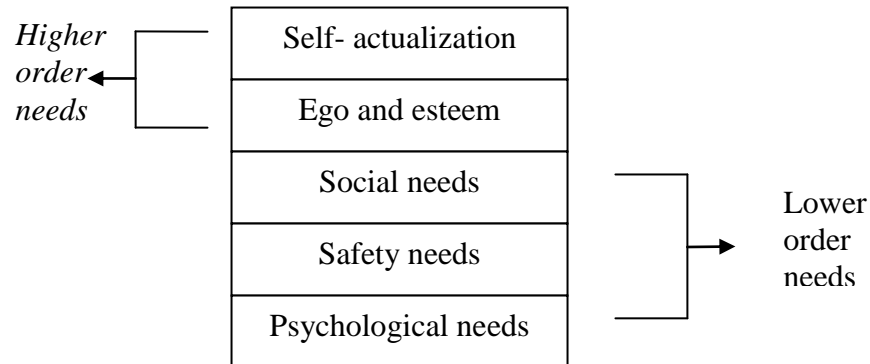 Higher
order
needs
Self- actualization
Ego and esteem
Social needs
Safety needs
Psychological needs
Lower
order
needs